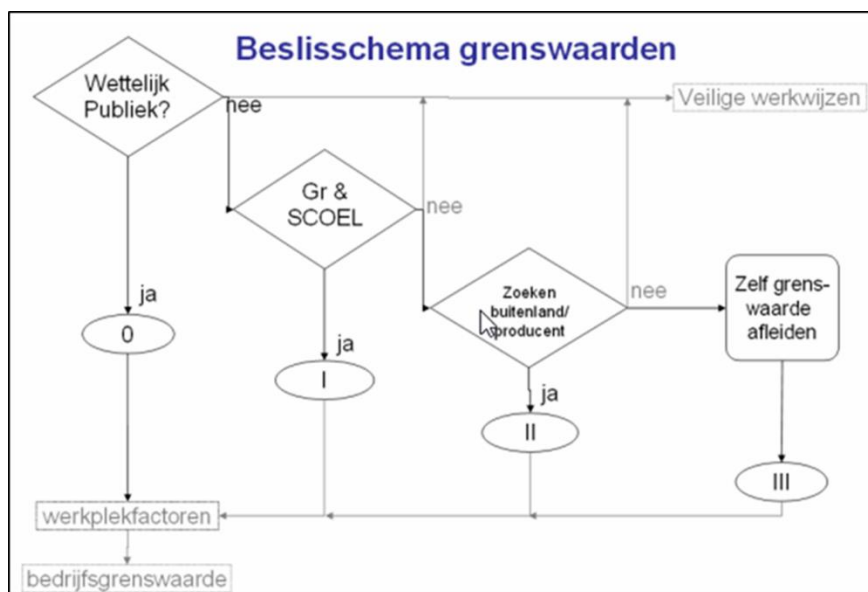 Beslisschema grenswaarden
Wettelijk
Publiek?
nee
Veilige werkwijzen
Gr &
SCOEL
nee
Zoeken
buitenland/
producent
nee
Zelf grens-
waarde
afleiden
ja
0
ja
I
ja
II
III
werkplekfactoren
bedrijfsgrenswaarde